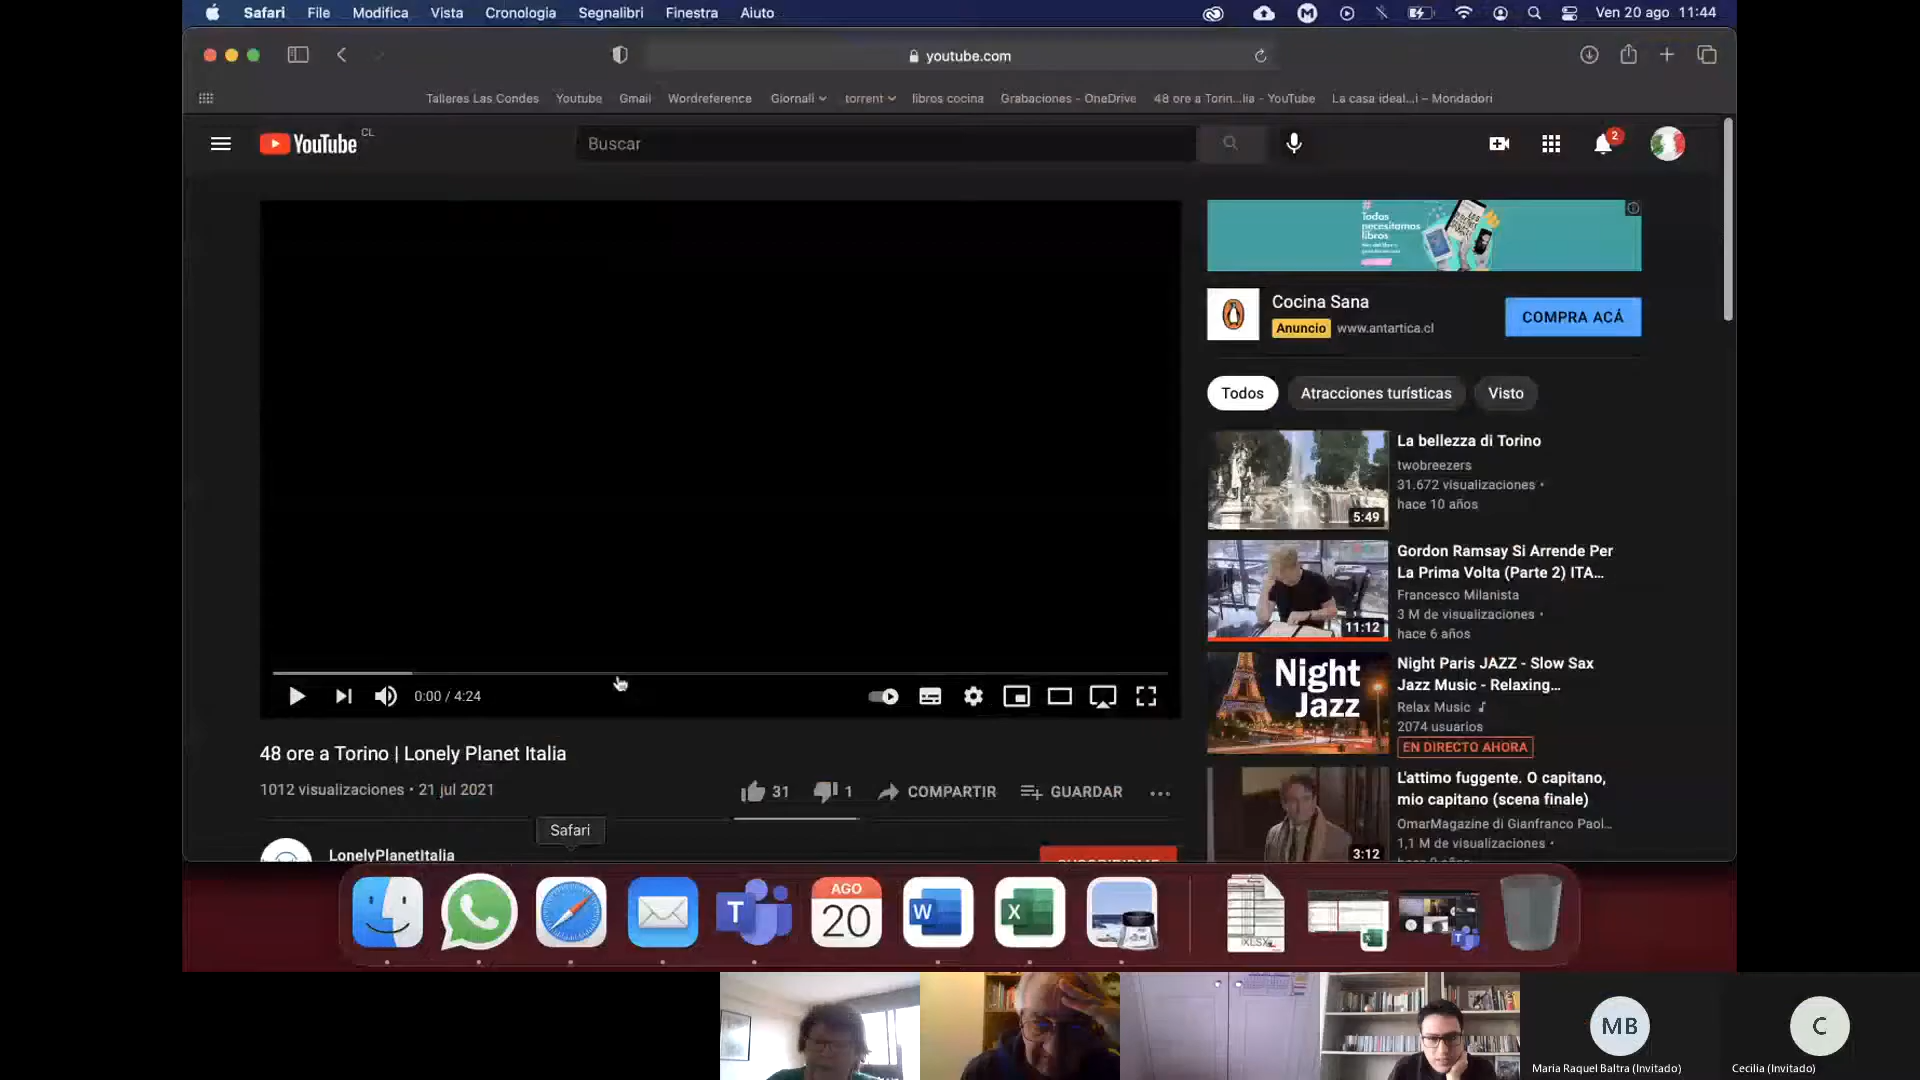 Safari File Modifica Vista Cronologia Segnalibri Finestra Aiuto
Ven 20 ago 11:44
youtube.com
Talleres Las Condes Youtube Gmail Wordreference Giornali torrent libros cocina Grabaciones - OneDrive 48 ore a Torin...lia - YouTube La casa ideal...i – Mondadori
YouTube CL
Buscar
2
Todos
necesitamos
libros
Cocina Sana
Anuncio www.antartica.cl
COMPRA ACÁ
Todos Atracciones turísticas Visto
La bellezza di Torino
twobreezers
31.672 visualizaciones •
hace 10 años
5:49
Gordon Ramsay Si Arrende Per
La Prima Volta (Parte 2) ITA...
Francesco Milanista
3 M de visualizaciones •
hace 6 años
11:12
Night Paris JAZZ - Slow Sax
Jazz Music - Relaxing...
Relax Music
2074 usuarios
EN DIRECTO AHORA
Night
Jazz
L'attimo fuggente. O capitano,
mio capitano (scena finale)
OmarMagazine di Gianfranco Paol...
1,1 M de visualizaciones •
3:12
0:00 / 4:24
48 ore a Torino | Lonely Planet Italia
1012 visualizaciones • 21 jul 2021
31 1 COMPARTIR GUARDAR
Safari
LonelyPlanetItalia
SUSCRIBIRME
T
AGO
20
W
X
XLSX
MB
Maria Raquel Baltra (Invitado)
C
Cecilia (Invitado)